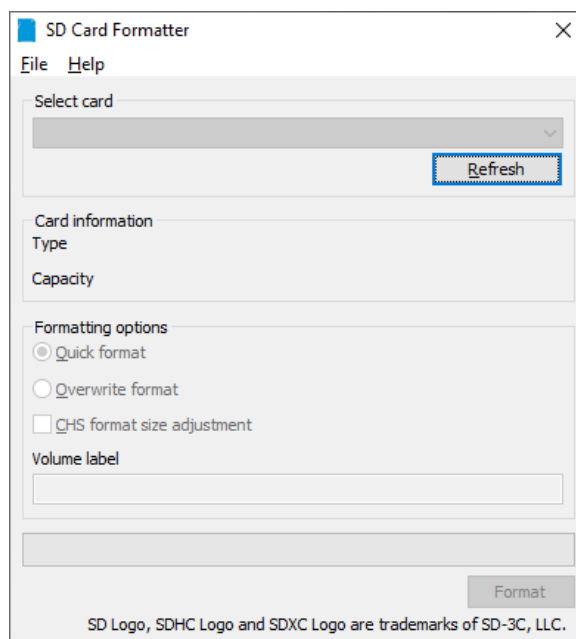 SD Card Formatter
File Help
Select card
Refresh
Card information
Type
Capacity
Formatting options
Quick format
Overwrite format
CHS format size adjustment
Volume label
Format
SD Logo, SDHC Logo and SDXC Logo are trademarks of SD-3C, LLC.